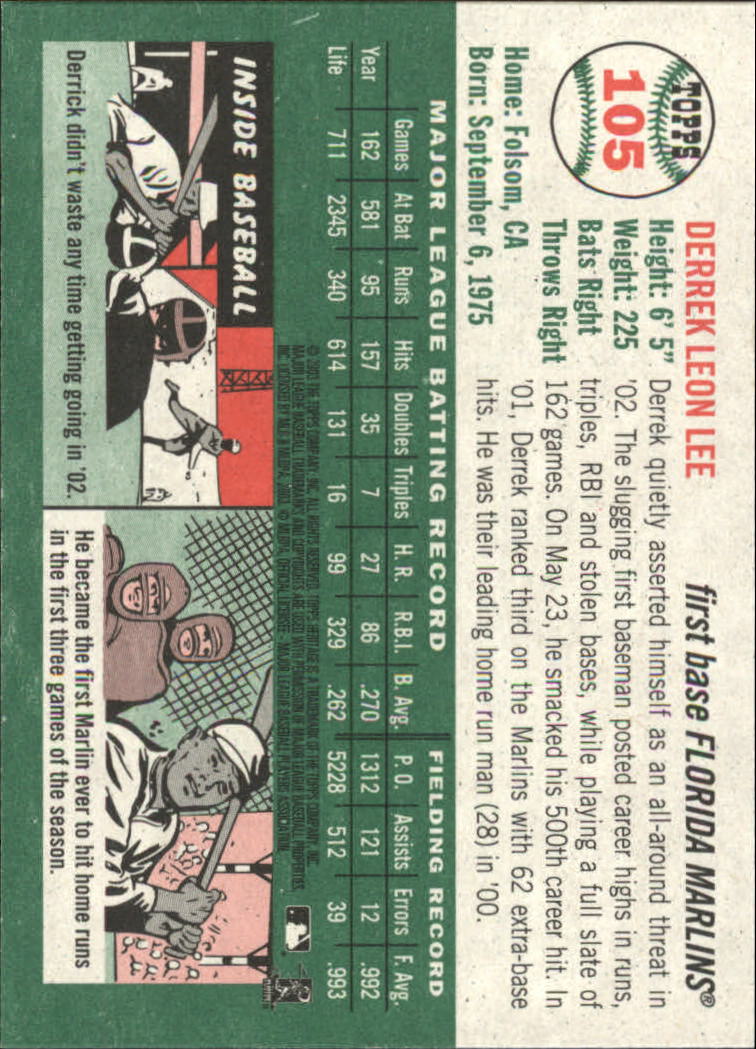 TOPPS
105
DERREK LEON LEE
first base FLORIDA MARLINS®
Height: 6' 5"
Weight: 225
Bats Right
Throws Right
Home: Folsom, CA
Born: September 6, 1975
Derrek quietly asserted himself as an all-around threat in
'02. The slugging first baseman posted career highs in runs,
triples, RBI and stolen bases, while playing a full slate of
162 games. On May 23, he smacked his 500th career hit. In
'01, Derrek ranked third on the Marlins with 62 extra-base
hits. He was their leading home run man (28) in '00.
MAJOR LEAGUE BATTING RECORD FIELDING RECORD
Games At Bat Runs Hits Doubles Triples H. R. R.B.I. B. Avg. P. O. Assists Errors F. Avg.
Year 162 581 95 157 35 7 27 86 .270 1312 121 12 .992
Life 711 2345 340 614 131 16 99 329 .262 5228 512 39 .993
INSIDE BASEBALL
Derrick didn't waste any time getting going in '02.
He became the first Marlin ever to hit home runs
in the first three games of the season.